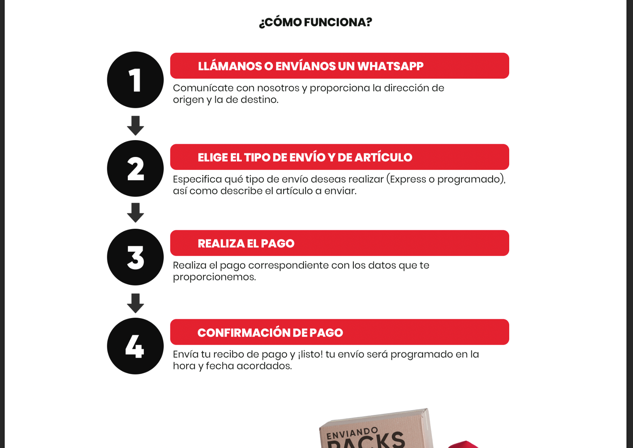 ¿CÓMO FUNCIONA?
1
LLÁMANOS O ENVÍANOS UN WHATSAPP
Comunícate con nosotros y proporciona la dirección de
origen y la de destino.
2
ELIGE EL TIPO DE ENVÍO Y DE ARTÍCULO
Especifica qué tipo de envío deseas realizar (Express o programado),
así como describe el artículo a enviar.
3
REALIZA EL PAGO
Realiza el pago correspondiente con los datos que te
proporcionemos.
4
CONFIRMACIÓN DE PAGO
Envía tu recibo de pago y ¡listo! tu envío será programado en la
hora y fecha acordados.
ENVIANDO
PACKS